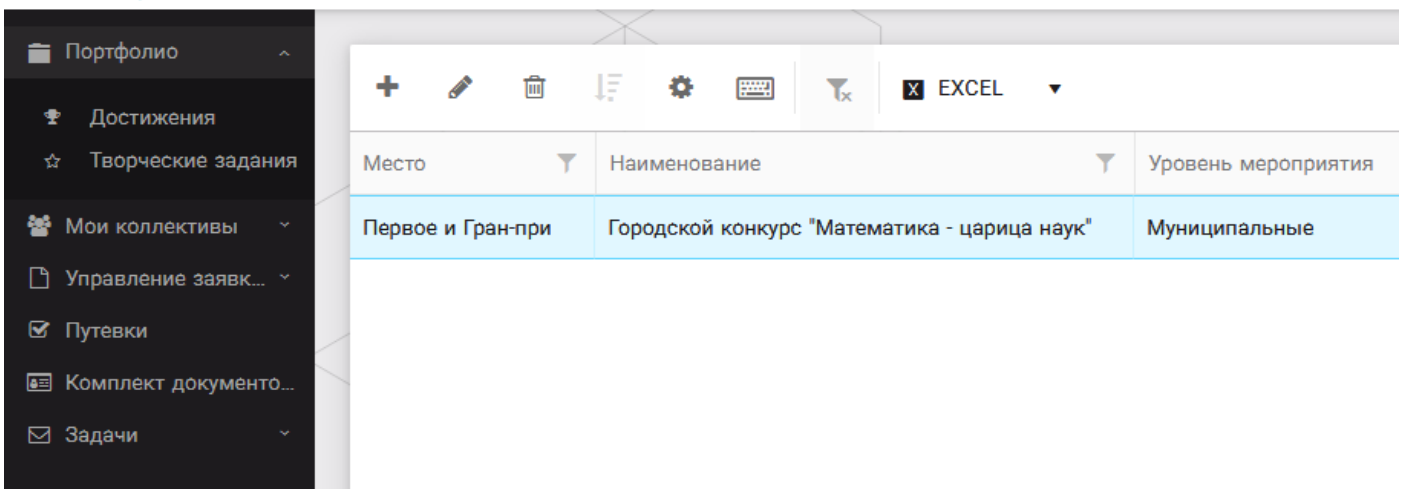 Портфолио
Достижения
Творческие задания
Мои коллективы
Управление заявк...
Путевки
Комплект документо...
Задачи
X EXCEL
Место Наименование Уровень мероприятия
Первое и Гран-при Городской конкурс "Математика - царица наук" Муниципальные